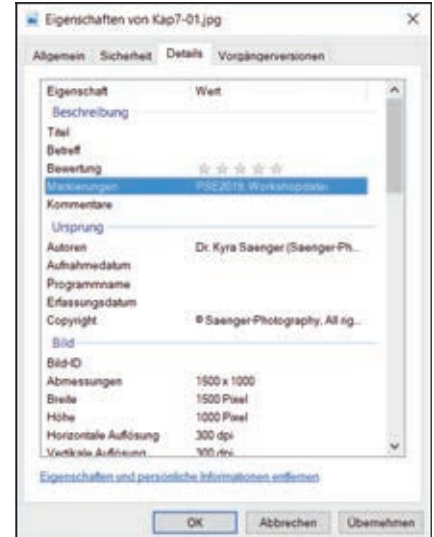 Eigenschaften von Kap7-01.jpg
Allgemein Sicherheit Details Vorgängerversionen
Eigenschaft Wert
Beschreibung
Titel
Betreff
Bewertung
Markierungen PSE2019; Workshopdatei
Kommentare
Ursprung
Autoren Dr. Kyra Saenger (Saenger-Ph...
Aufnahmedatum
Programmname
Erfassungsdatum
Copyright © Saenger-Photography, All rig...
Bild
Bild-ID
Abmessungen 1500 x 1000
Breite 1500 Pixel
Höhe 1000 Pixel
Horizontale Auflösung 300 dpi
Vertikale Auflösung 300 dpi
Eigenschaften und persönliche Informationen entfernen
OK Abbrechen Übernehmen